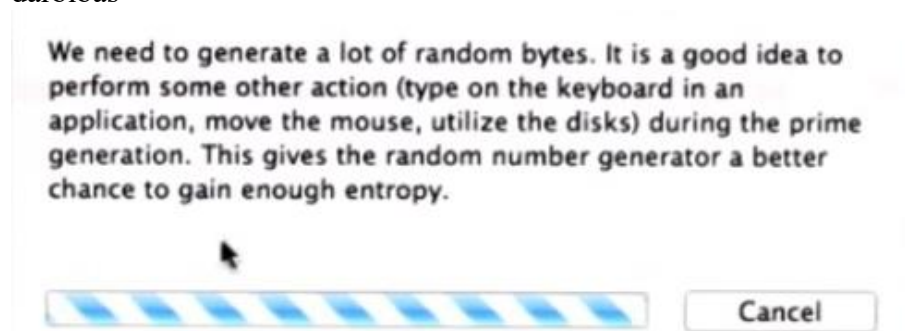 We need to generate a lot of random bytes. It is a good idea to
perform some other action (type on the keyboard in an
application, move the mouse, utilize the disks) during the prime
generation. This gives the random number generator a better
chance to gain enough entropy.
Cancel